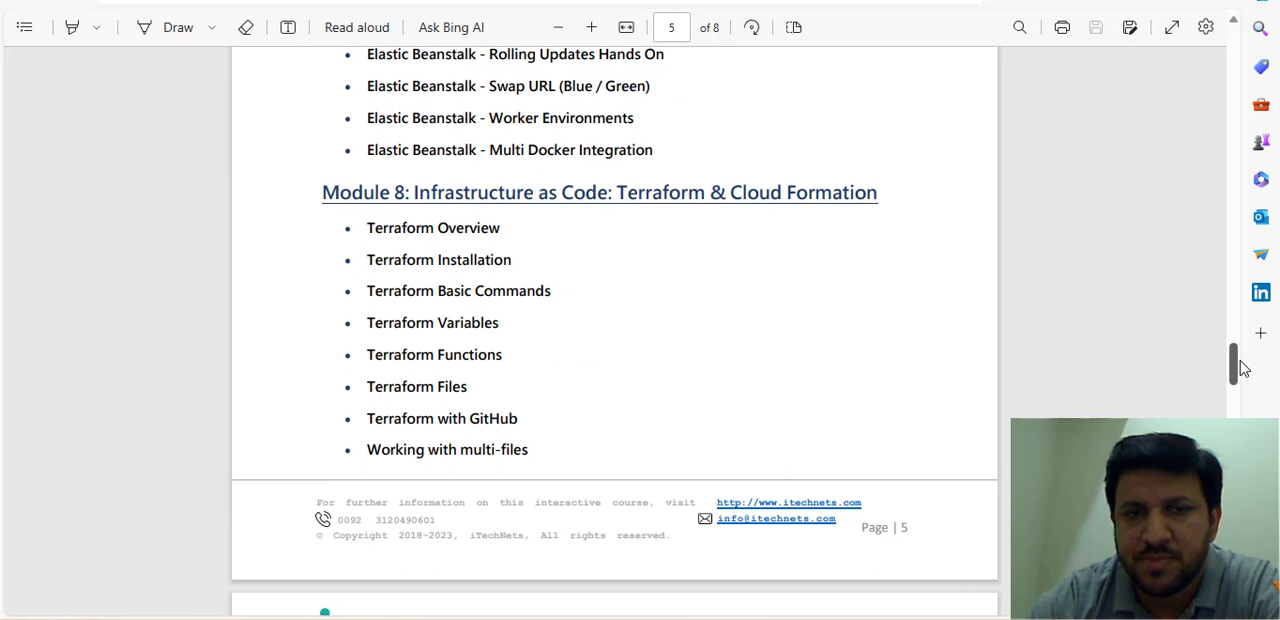 Draw
Read aloud
Ask Bing AI
5 of 8
Elastic Beanstalk - Rolling Updates Hands On
Elastic Beanstalk - Swap URL (Blue / Green)
Elastic Beanstalk - Worker Environments
Elastic Beanstalk - Multi Docker Integration
Module 8: Infrastructure as Code: Terraform & Cloud Formation
Terraform Overview
Terraform Installation
Terraform Basic Commands
Terraform Variables
Terraform Functions
Terraform Files
Terraform with GitHub
Working with multi-files
For further information on this interactive course, visit http://www.itechnets.com
0092 3120490601 info@itechnets.com
© Copyright 2018-2023, iTechNets, All rights reserved.
Page | 5